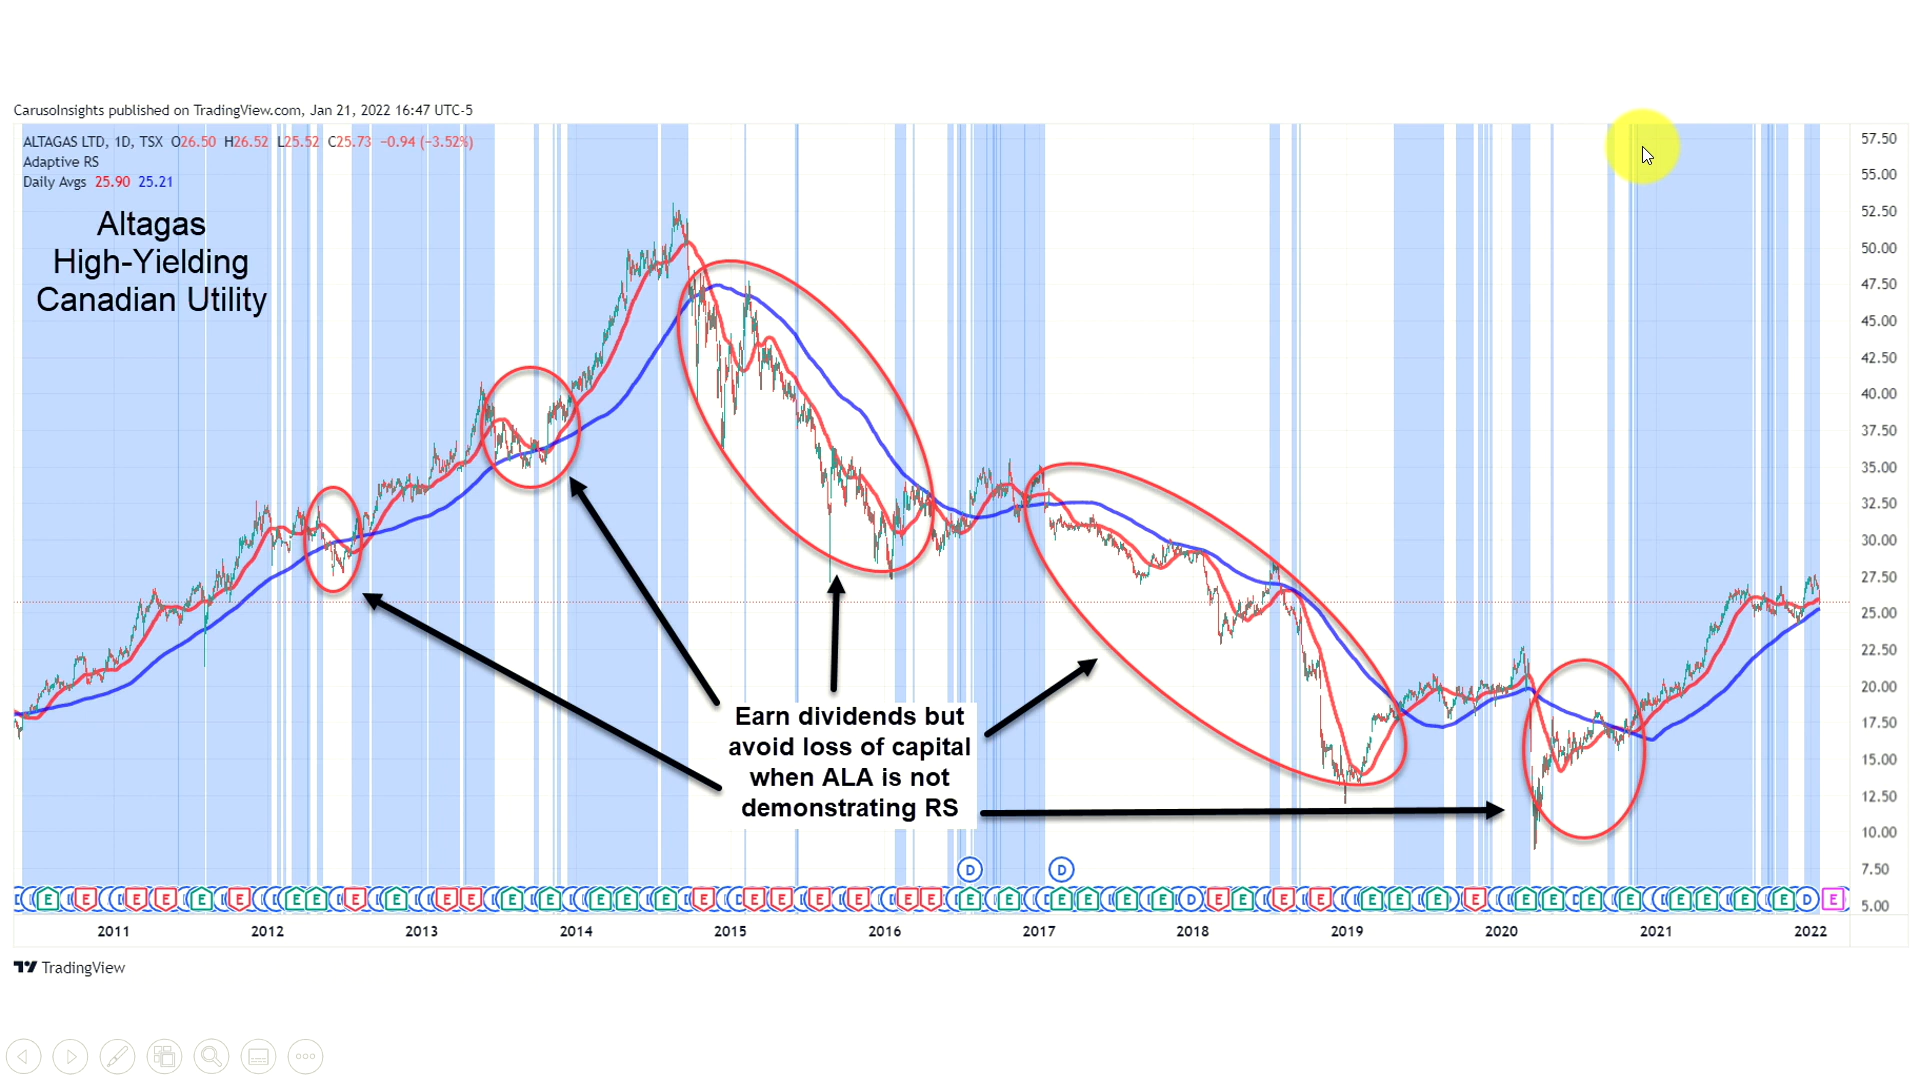 CarusoInsights published on TradingView.com, Jan 21, 2022 16:47 UTC-5
ALTAGAS LTD, 1D, TSX O26.50 H26.52 L25.52 C25.73 −0.94 (−3.52%)
Adaptive RS
Daily Avgs 25.90 25.21
Altagas
High-Yielding
Canadian Utility
57.50
55.00
52.50
50.00
47.50
45.00
42.50
40.00
37.50
35.00
32.50
30.00
27.50
25.00
22.50
20.00
17.50
15.00
12.50
10.00
7.50
5.00
Earn dividends but
avoid loss of capital
when ALA is not
demonstrating RS
D D
2011 2012 2013 2014 2015 2016 2017 2018 2019 2020 2021 2022
TradingView